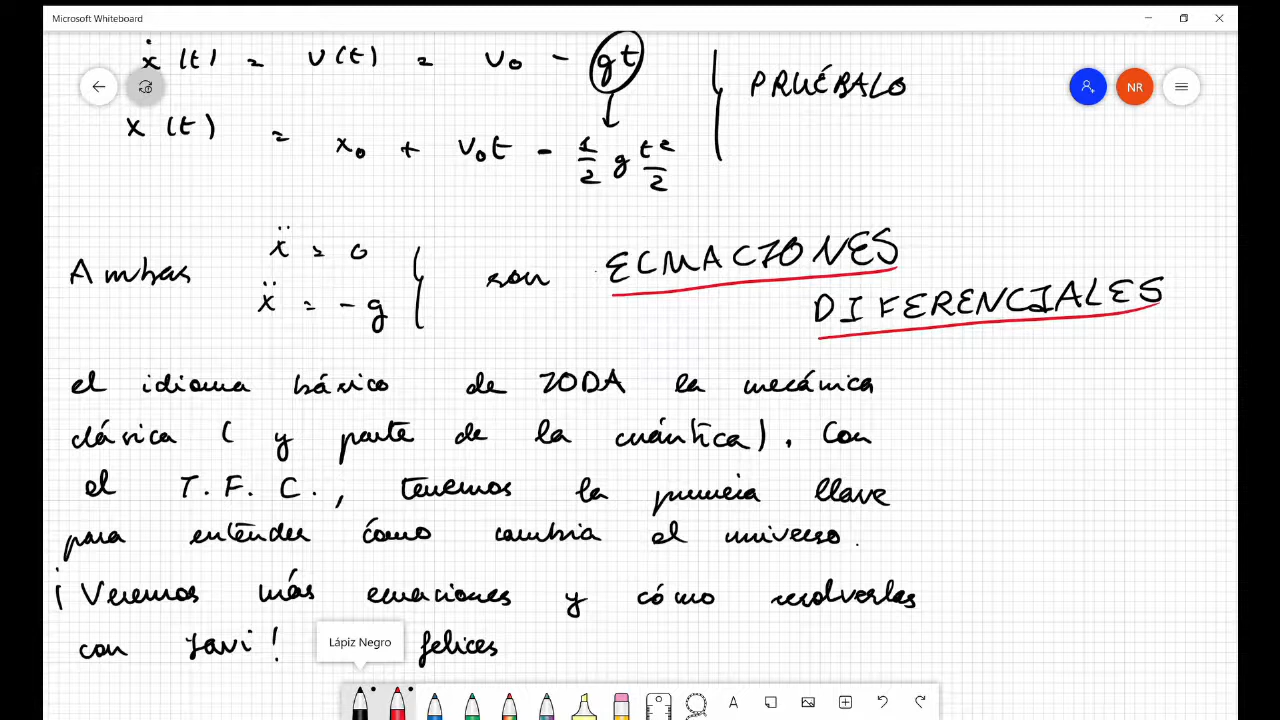 Microsoft Whiteboard
ẋ(t) = v(t) = v₀ - gt
PRUÉBALO
NR
x(t) = x₀ + v₀t - 1/2 g t²/2
ẍ = 0
Ambas son ECUACIONES
ẍ = -g
DIFERENCIALES
el idioma básico de TODA la mecánica
clásica (y parte de la cuántica). Con
el T.F.C., tenemos la primera llave
para entender cómo cambia el universo.
¡Veremos más ecuaciones y cómo resolverlas
con Javi! felices
Lápiz Negro
A